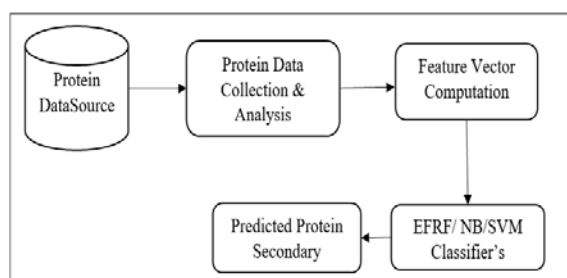 Protein
DataSource
Protein Data
Collection &
Analysis
Feature Vector
Computation
EFRF/ NB/SVM
Classifier's
Predicted Protein
Secondary